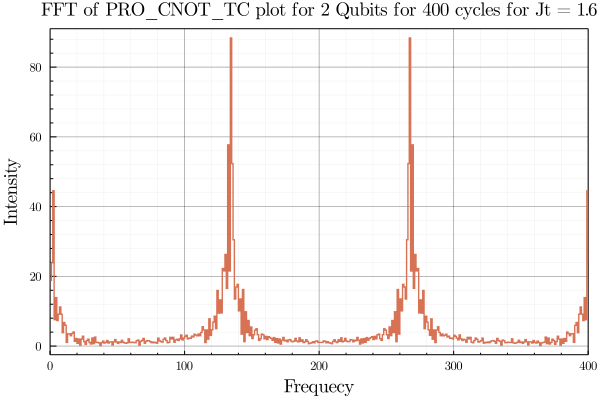 FFT of PRO_CNOT_TC plot for 2 Qubits for 400 cycles for Jt = 1.6
Intensity
80
60
40
20
0
0 100 200 300 400
Frequecy